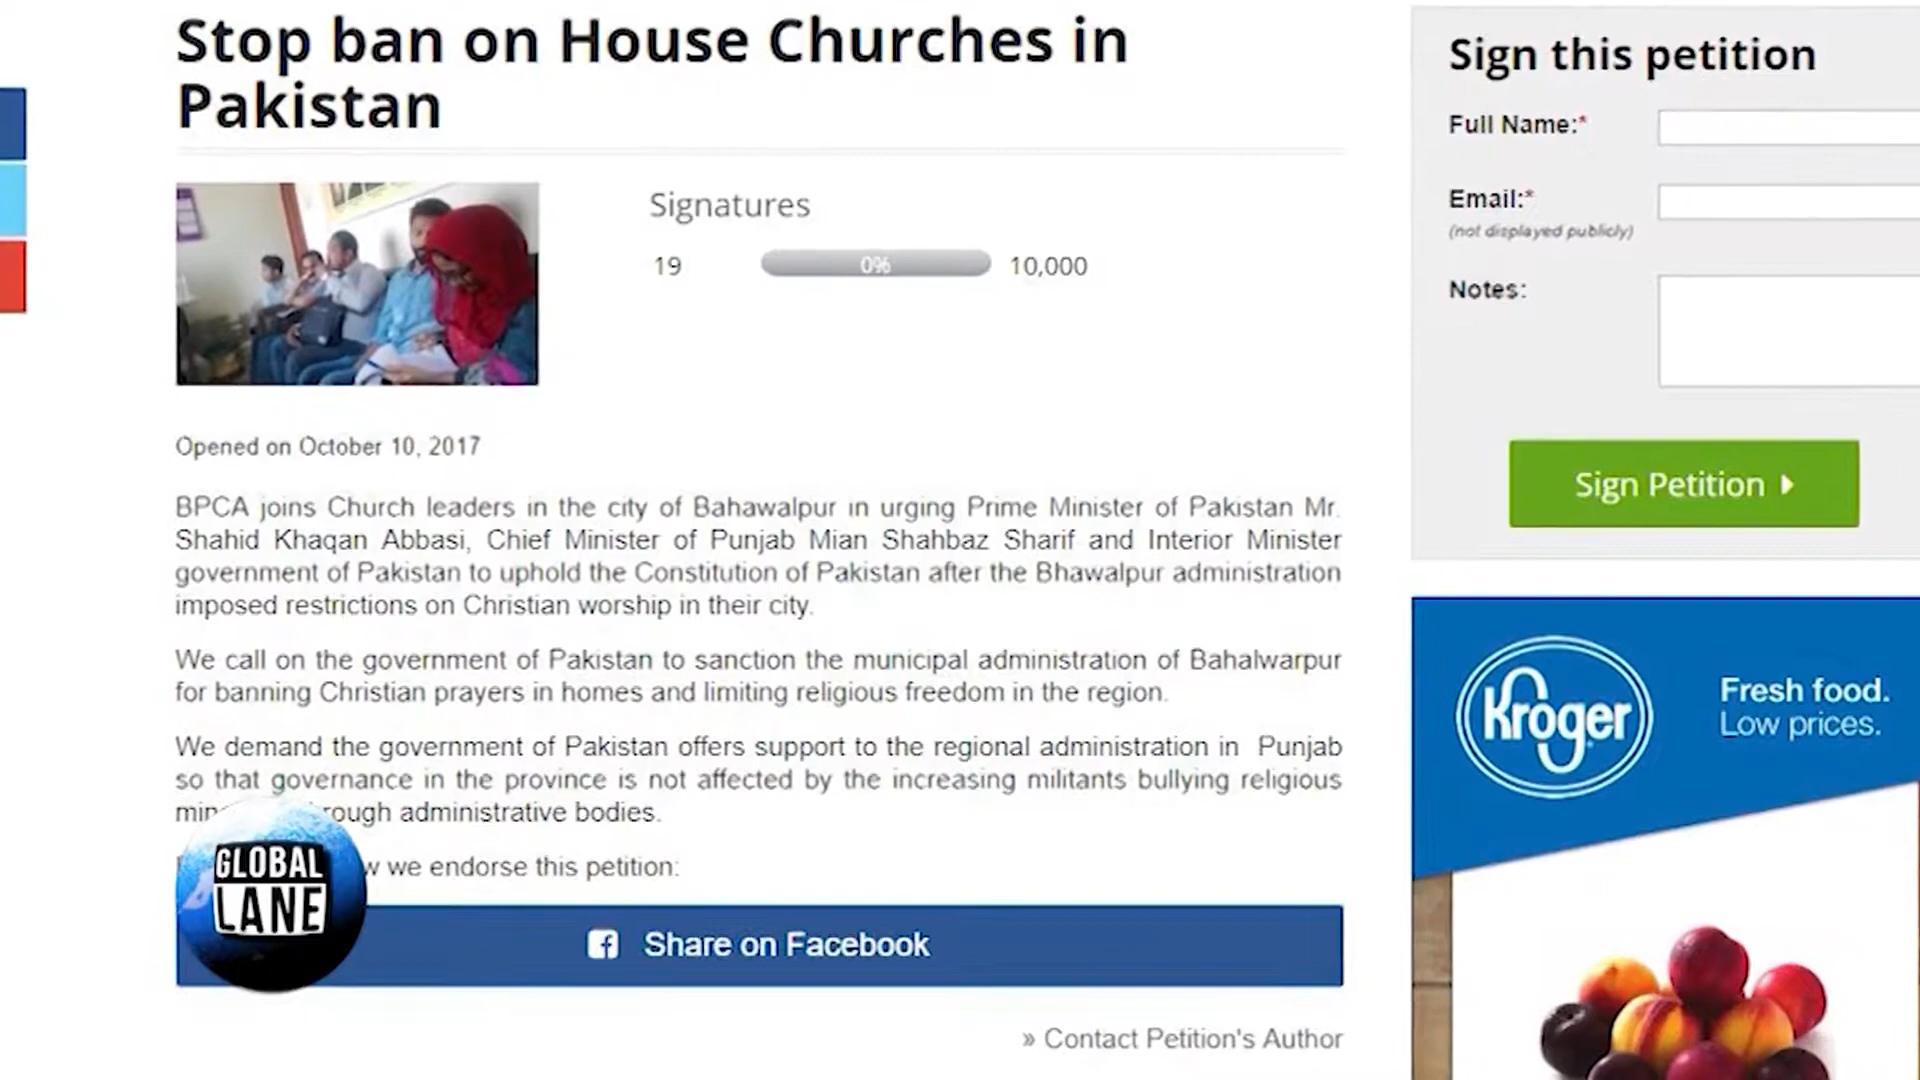 Stop ban on House Churches in
Pakistan
Signatures
19
0%
10,000
Opened on October 10, 2017
BPCA joins Church leaders in the city of Bahawalpur in urging Prime Minister of Pakistan Mr.
Shahid Khaqan Abbasi, Chief Minister of Punjab Mian Shahbaz Sharif and Interior Minister
government of Pakistan to uphold the Constitution of Pakistan after the Bhawalpur administration
imposed restrictions on Christian worship in their city.
We call on the government of Pakistan to sanction the municipal administration of Bahalwarpur
for banning Christian prayers in homes and limiting religious freedom in the region.
We demand the government of Pakistan offers support to the regional administration in Punjab
so that governance in the province is not affected by the increasing militants bullying religious
administrative bodies.
we endorse this petition:
GLOBAL
LANE
Share on Facebook
» Contact Petition's Author
Sign this petition
Full Name:*
Email:*
(not displayed publicly)
Notes:
Sign Petition
Kroger
Fresh food.
Low prices.